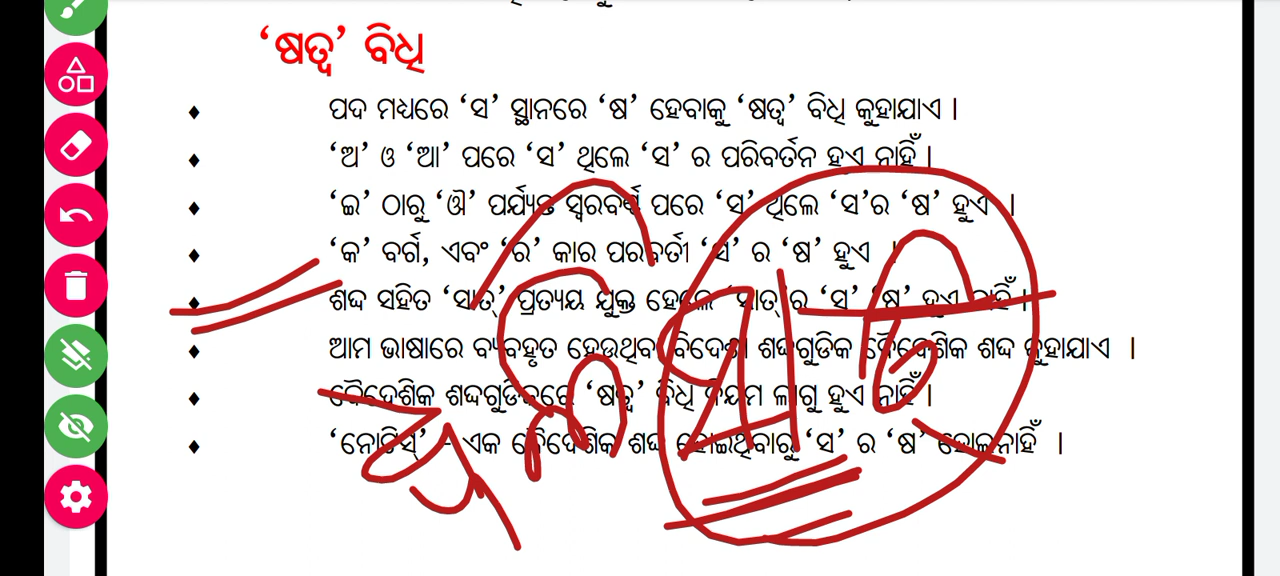 ‘ଷତ୍ୱ’ ବିଧି
♦ ପଦ ମଧ୍ୟରେ ‘ସ’ ସ୍ଥାନରେ ‘ଷ’ ହେବାକୁ ‘ଷତ୍ୱ’ ବିଧି କୁହାଯାଏ ।
♦ ‘ଅ’ ଓ ‘ଆ’ ପରେ ‘ସ’ ଥିଲେ ‘ସ’ ର ପରିବର୍ତନ ହୁଏ ନାହିଁ ।
♦ ‘ଇ’ ଠାରୁ ‘ଔ’ ପର୍ଯ୍ୟନ୍ତ ସ୍ୱରବର୍ଣ୍ଣ ପରେ ‘ସ’ ଥିଲେ ‘ସ’ର ‘ଷ’ ହୁଏ ।
♦ ‘କ’ ବର୍ଗ, ଏବଂ ‘ର’ କାର ପରବର୍ତୀ ‘ସ’ ର ‘ଷ’ ହୁଏ ।
♦ ଶବ୍ଦ ସହିତ ‘ସାତ୍’ ପ୍ରତ୍ୟୟ ଯୁକ୍ତ ହେଲେ ‘ସାତ୍’ର ‘ସ’ ‘ଷ’ ହୁଏ ନାହିଁ ।
♦ ଆମ ଭାଷାରେ ବ୍ୟବହୃତ ହେଉଥିବା ବିଦେଶୀ ଶବ୍ଦଗୁଡିକ ବୈଦେଶିକ ଶବ୍ଦ କୁହାଯାଏ ।
♦ ବୈଦେଶିକ ଶବ୍ଦଗୁଡିକରେ ‘ଷତ୍ୱ’ ବିଧି ନିୟମ ଲାଗୁ ହୁଏ ନାହିଁ ।
♦ ‘ନୋଟିସ୍’ – ଏକ ବୈଦେଶିକ ଶବ୍ଦ ହୋଇଥିବାରୁ ‘ସ’ ର ‘ଷ’ ହୋଇନାହିଁ ।